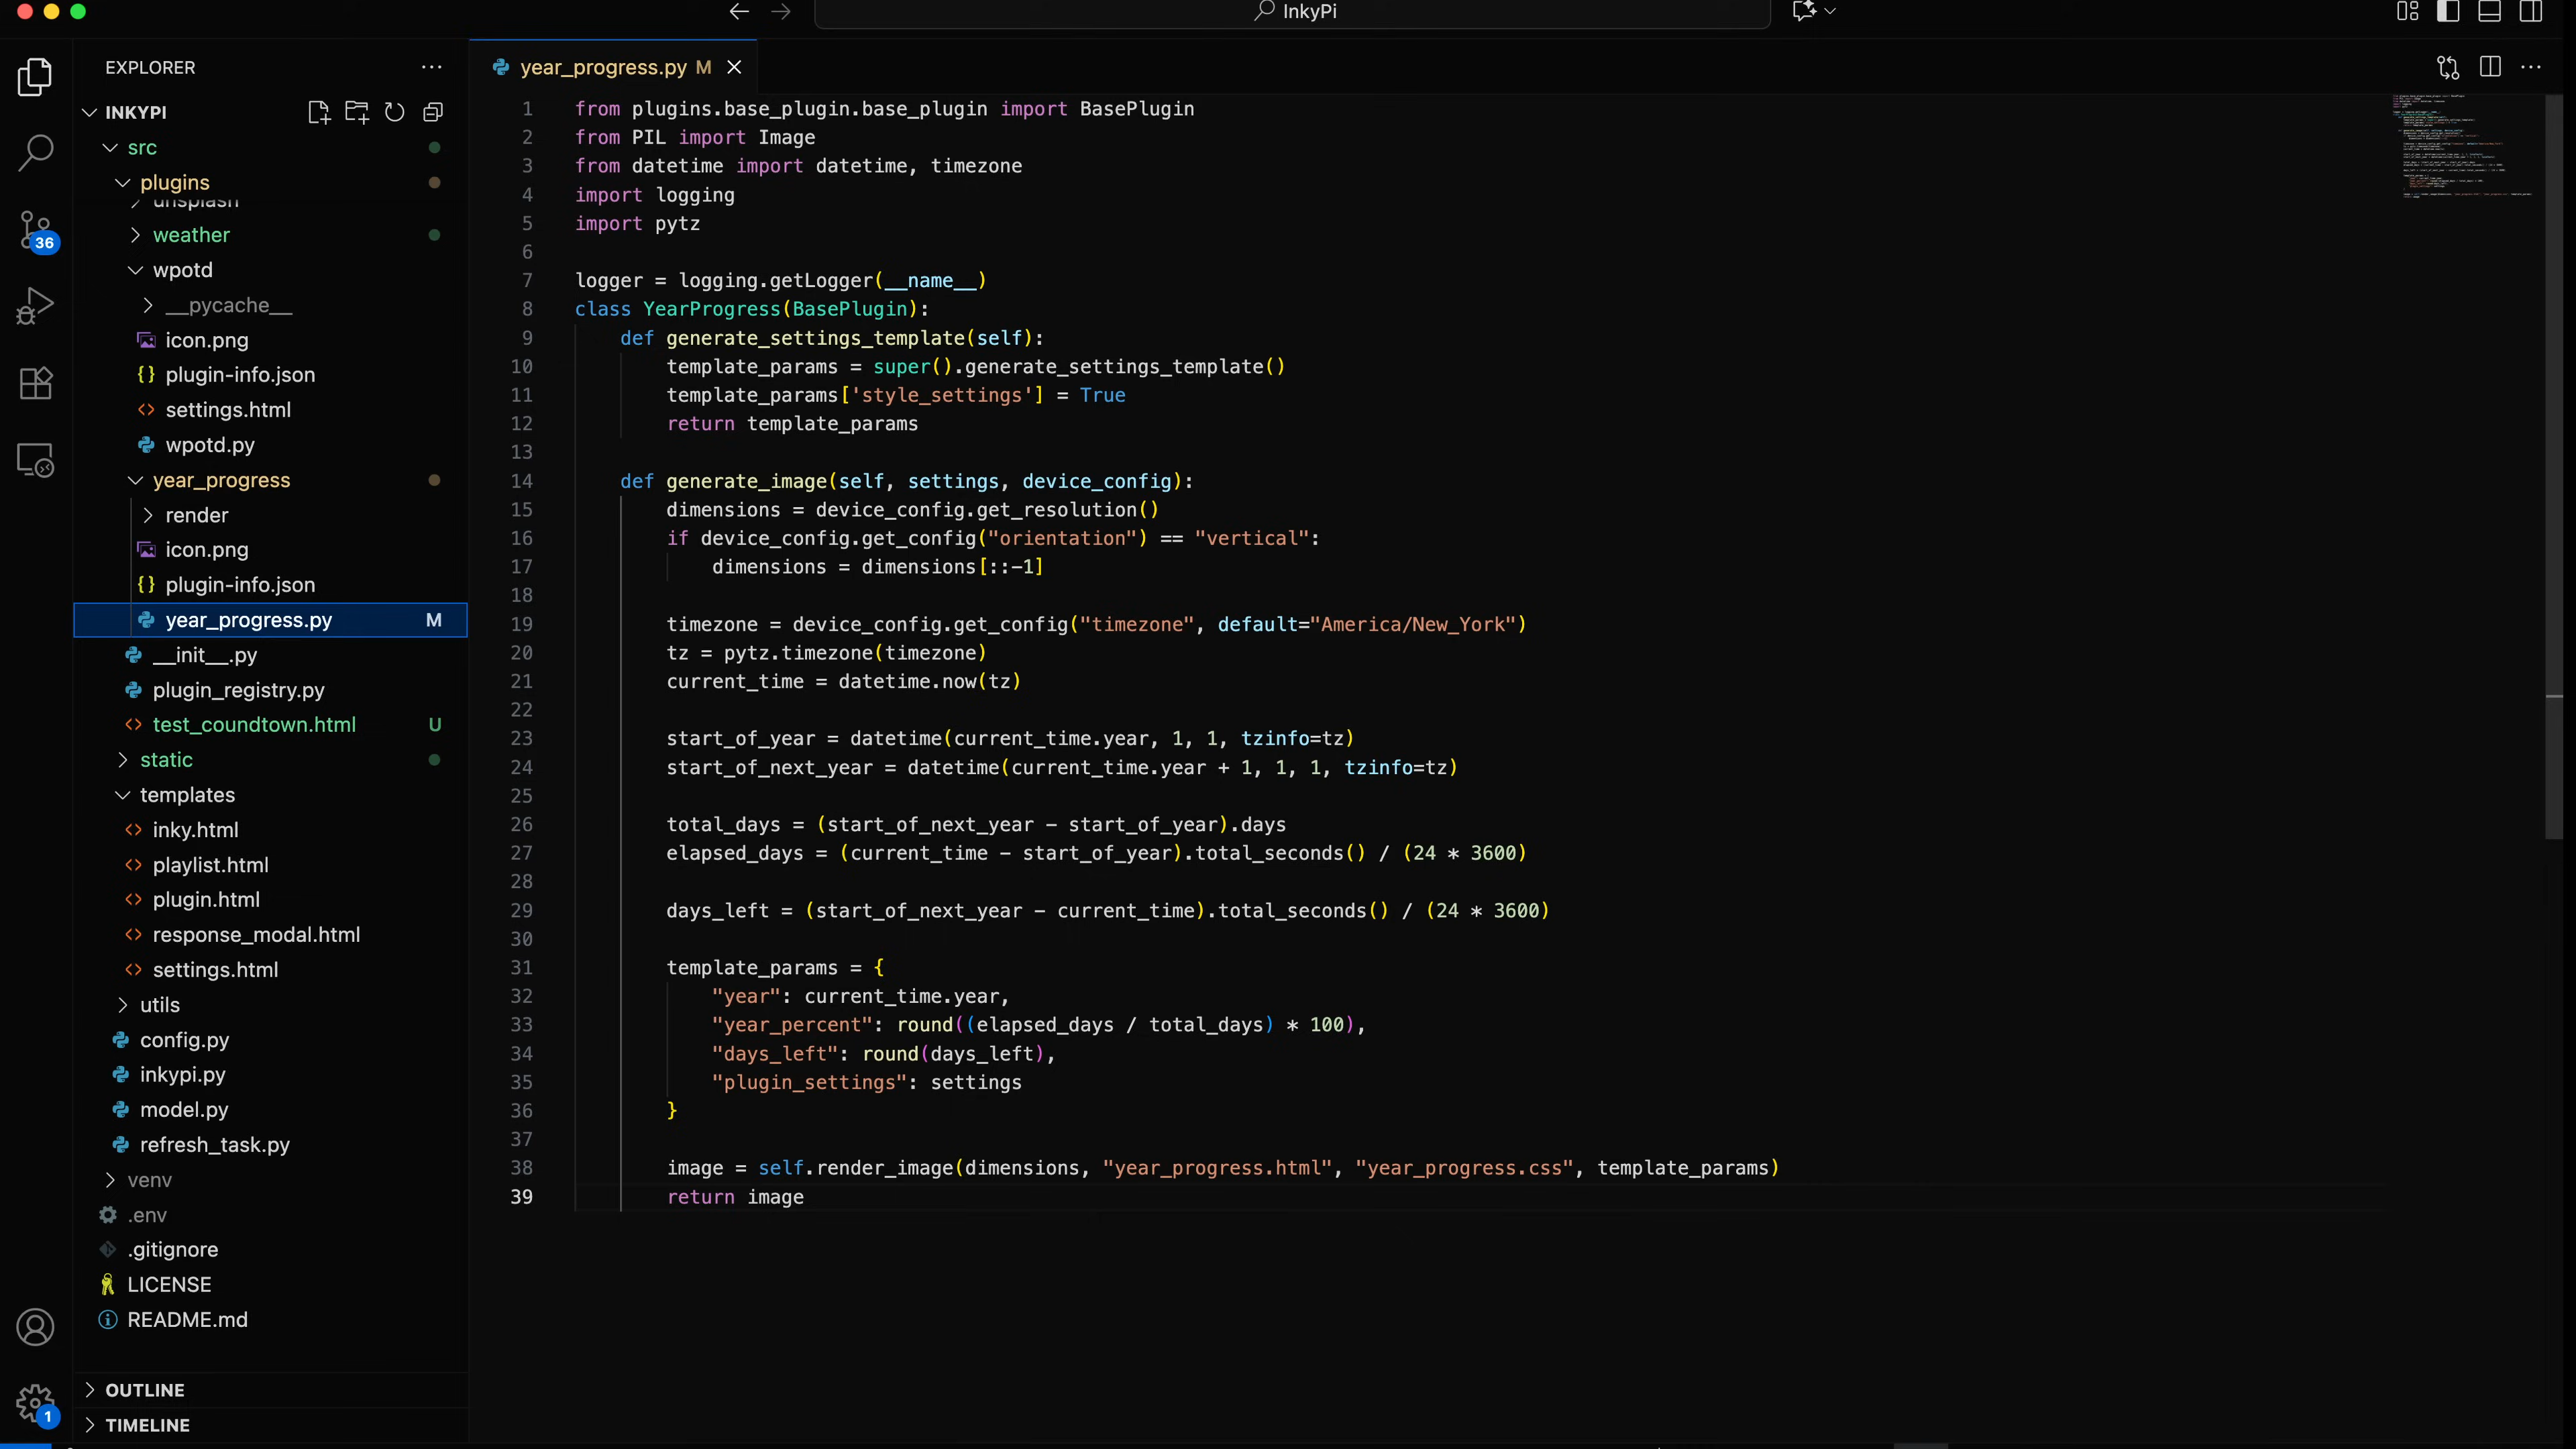 InkyPi
EXPLORER
INKYPI
src
plugins
unsplash
weather
wpotd
__pycache__
icon.png
plugin-info.json
settings.html
wpotd.py
year_progress
render
icon.png
plugin-info.json
year_progress.py M
__init__.py
plugin_registry.py
test_coundtown.html U
static
templates
inky.html
playlist.html
plugin.html
response_modal.html
settings.html
utils
config.py
inkypi.py
model.py
refresh_task.py
venv
.env
.gitignore
LICENSE
README.md
OUTLINE
TIMELINE
36
1
year_progress.py M
1 from plugins.base_plugin.base_plugin import BasePlugin
2 from PIL import Image
3 from datetime import datetime, timezone
4 import logging
5 import pytz
6
7 logger = logging.getLogger(__name__)
8 class YearProgress(BasePlugin):
9     def generate_settings_template(self):
10         template_params = super().generate_settings_template()
11         template_params['style_settings'] = True
12         return template_params
13
14     def generate_image(self, settings, device_config):
15         dimensions = device_config.get_resolution()
16         if device_config.get_config("orientation") == "vertical":
17             dimensions = dimensions[::-1]
18
19         timezone = device_config.get_config("timezone", default="America/New_York")
20         tz = pytz.timezone(timezone)
21         current_time = datetime.now(tz)
22
23         start_of_year = datetime(current_time.year, 1, 1, tzinfo=tz)
24         start_of_next_year = datetime(current_time.year + 1, 1, 1, tzinfo=tz)
25
26         total_days = (start_of_next_year - start_of_year).days
27         elapsed_days = (current_time - start_of_year).total_seconds() / (24 * 3600)
28
29         days_left = (start_of_next_year - current_time).total_seconds() / (24 * 3600)
30
31         template_params = {
32             "year": current_time.year,
33             "year_percent": round((elapsed_days / total_days) * 100),
34             "days_left": round(days_left),
35             "plugin_settings": settings
36         }
37
38         image = self.render_image(dimensions, "year_progress.html", "year_progress.css", template_params)
39         return image